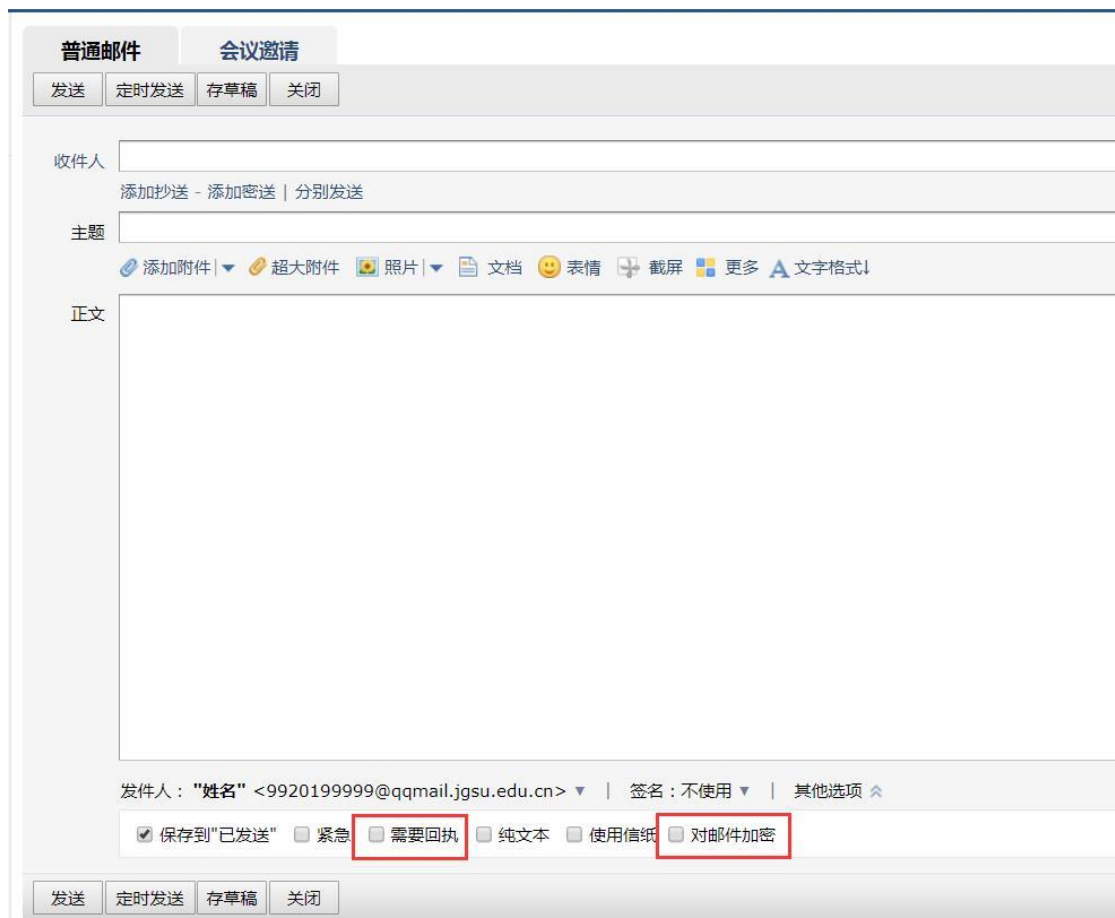 普通邮件 会议邀请
发送 定时发送 存草稿 关闭
收件人
添加抄送 - 添加密送 | 分别发送
主题
添加附件| 超大附件 照片| 文档 表情 截屏 更多 A 文字格式↓
正文
发件人："姓名" <9920199999@qqmail.jgsu.edu.cn> | 签名：不使用 | 其他选项
保存到"已发送" 紧急 需要回执 纯文本 使用信纸 对邮件加密
发送 定时发送 存草稿 关闭